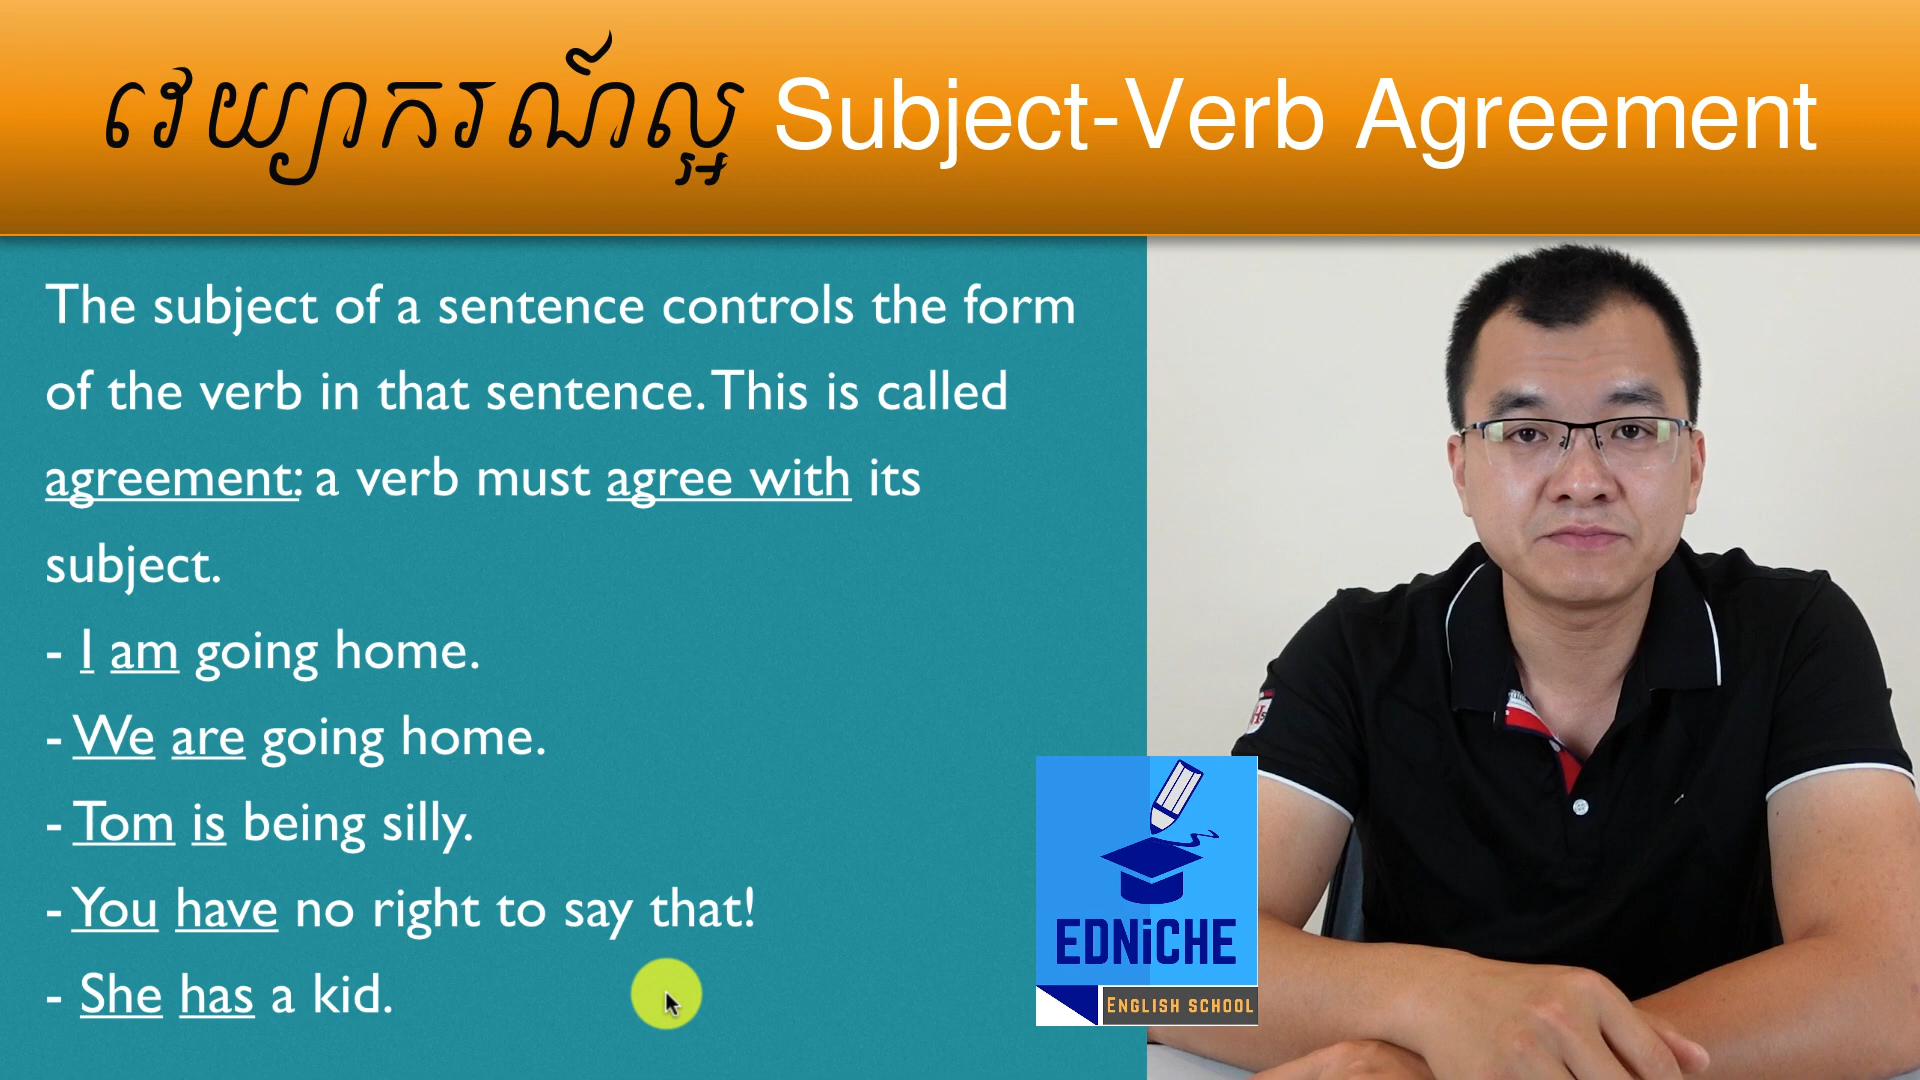 វេយ្យាករណ៍ល្អ Subject-Verb Agreement
The subject of a sentence controls the form
of the verb in that sentence. This is called
agreement: a verb must agree with its
subject.
- I am going home.
- We are going home.
- Tom is being silly.
- You have no right to say that!
- She has a kid.
EDNiCHE
ENGLISH SCHOOL